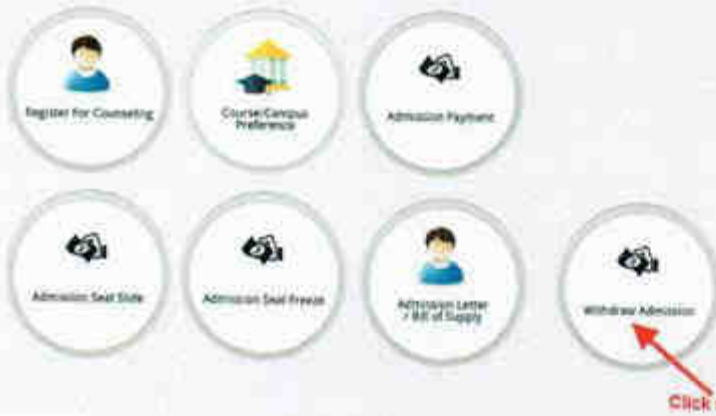 Register For Counseling
Course/Campus
Preference
Admission Payment
Admission Seat Slide
Admission Seat Freeze
Admission Letter
/ Bill of Supply
Withdraw Admission
Click